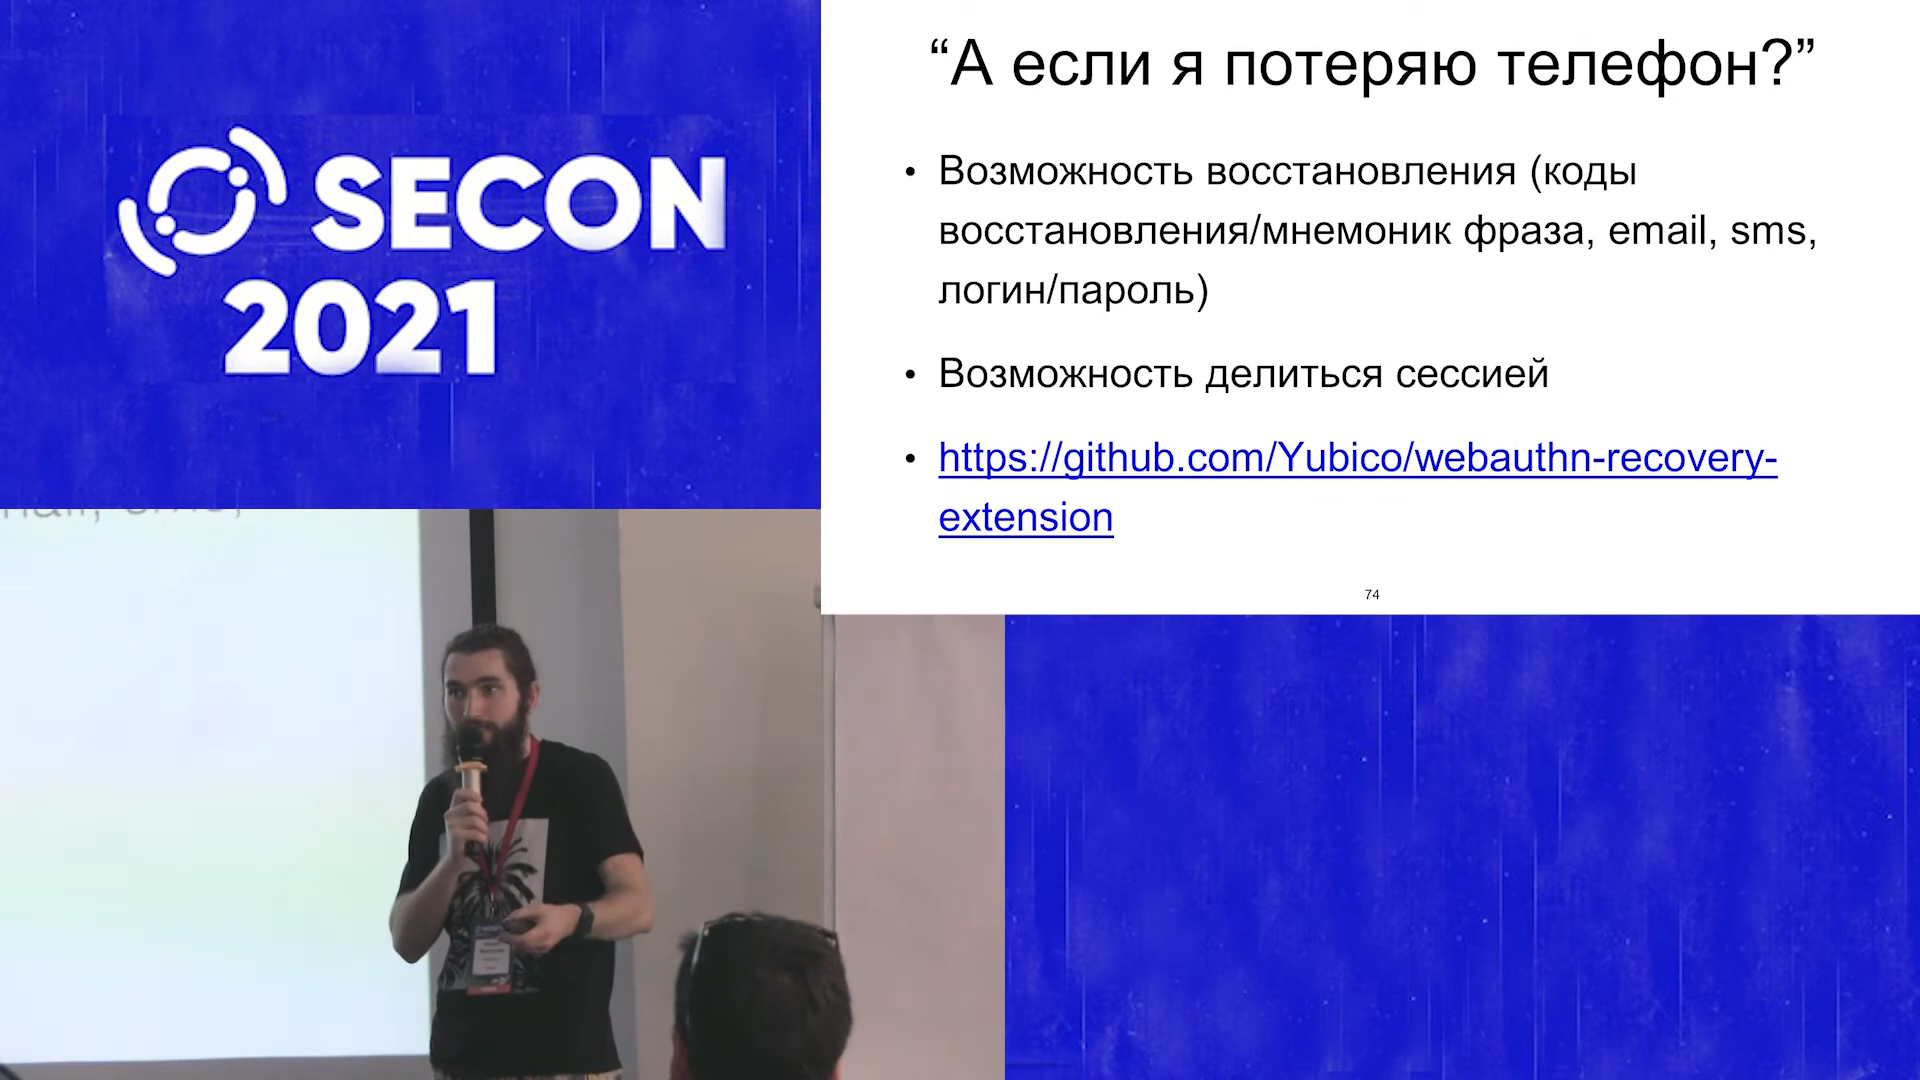 SECON
2021
“А если я потеряю телефон?”
• Возможность восстановления (коды
восстановления/мнемоник фраза, email, sms,
логин/пароль)
• Возможность делиться сессией
• https://github.com/Yubico/webauthn-recovery-
extension
74